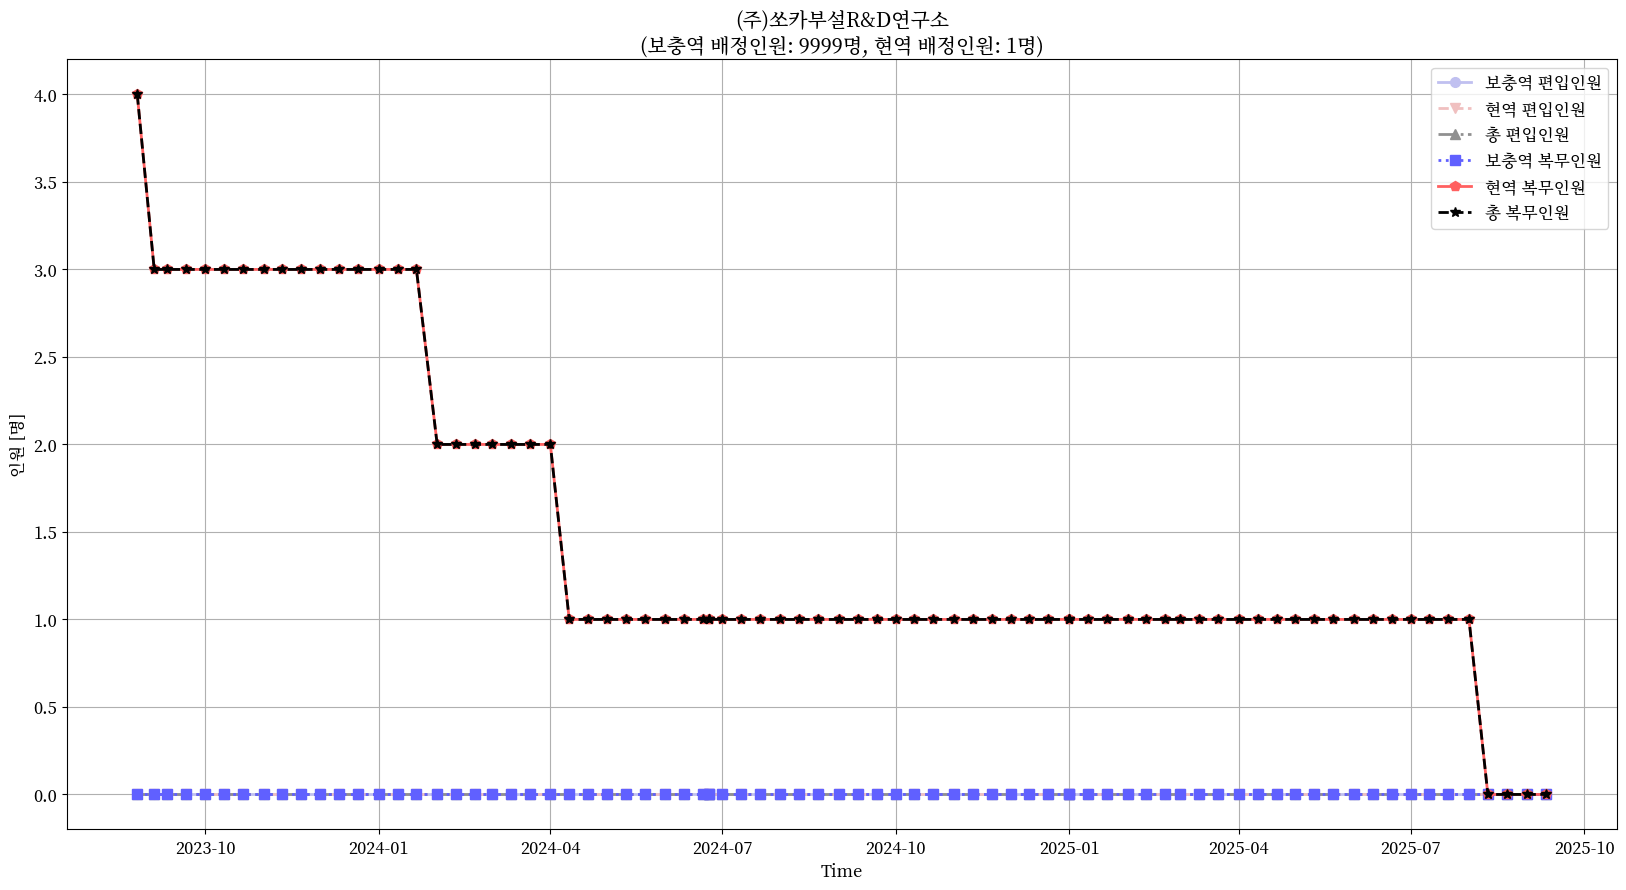 (주)쏘카부설R&D연구소
(보충역 배정인원: 9999명, 현역 배정인원: 1명)
보충역 편입인원
현역 편입인원
총 편입인원
보충역 복무인원
현역 복무인원
총 복무인원
인원 [명]
4.0
3.5
3.0
2.5
2.0
1.5
1.0
0.5
0.0
2023-10
2024-01
2024-04
2024-07
2024-10
2025-01
2025-04
2025-07
2025-10
Time